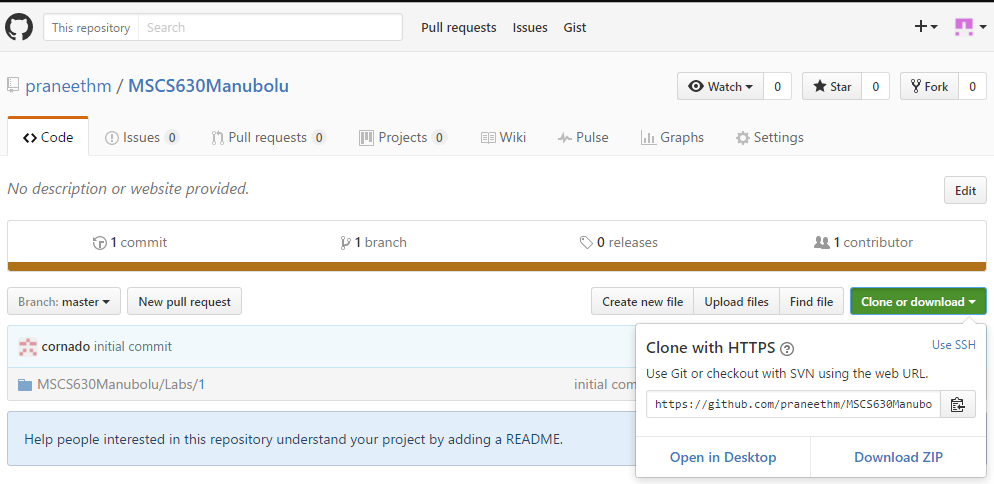 This repository Search Pull requests Issues Gist
praneethm / MSCS630Manubolu Watch 0 Star 0 Fork 0
Code Issues 0 Pull requests 0 Projects 0 Wiki Pulse Graphs Settings
No description or website provided. Edit
1 commit 1 branch 0 releases 1 contributor
Branch: master New pull request Create new file Upload files Find file Clone or download
cornado initial commit
MSCS630Manubolu/Labs/1 initial com
Help people interested in this repository understand your project by adding a README.
Clone with HTTPS ? Use SSH
Use Git or checkout with SVN using the web URL.
https://github.com/praneethm/MSCS630Manubo
Open in Desktop Download ZIP